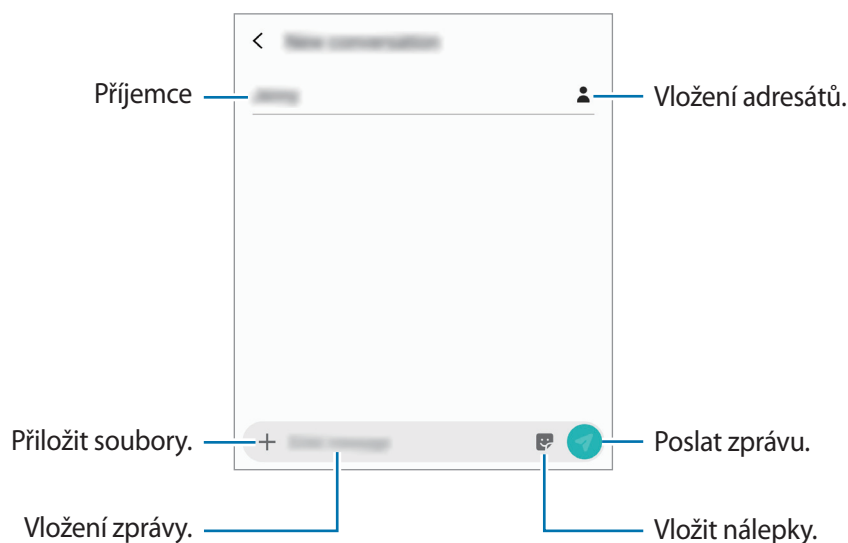 Příjemce
Vložení adresátů.
Přiložit soubory.
Poslat zprávu.
Vložení zprávy.
Vložit nálepky.